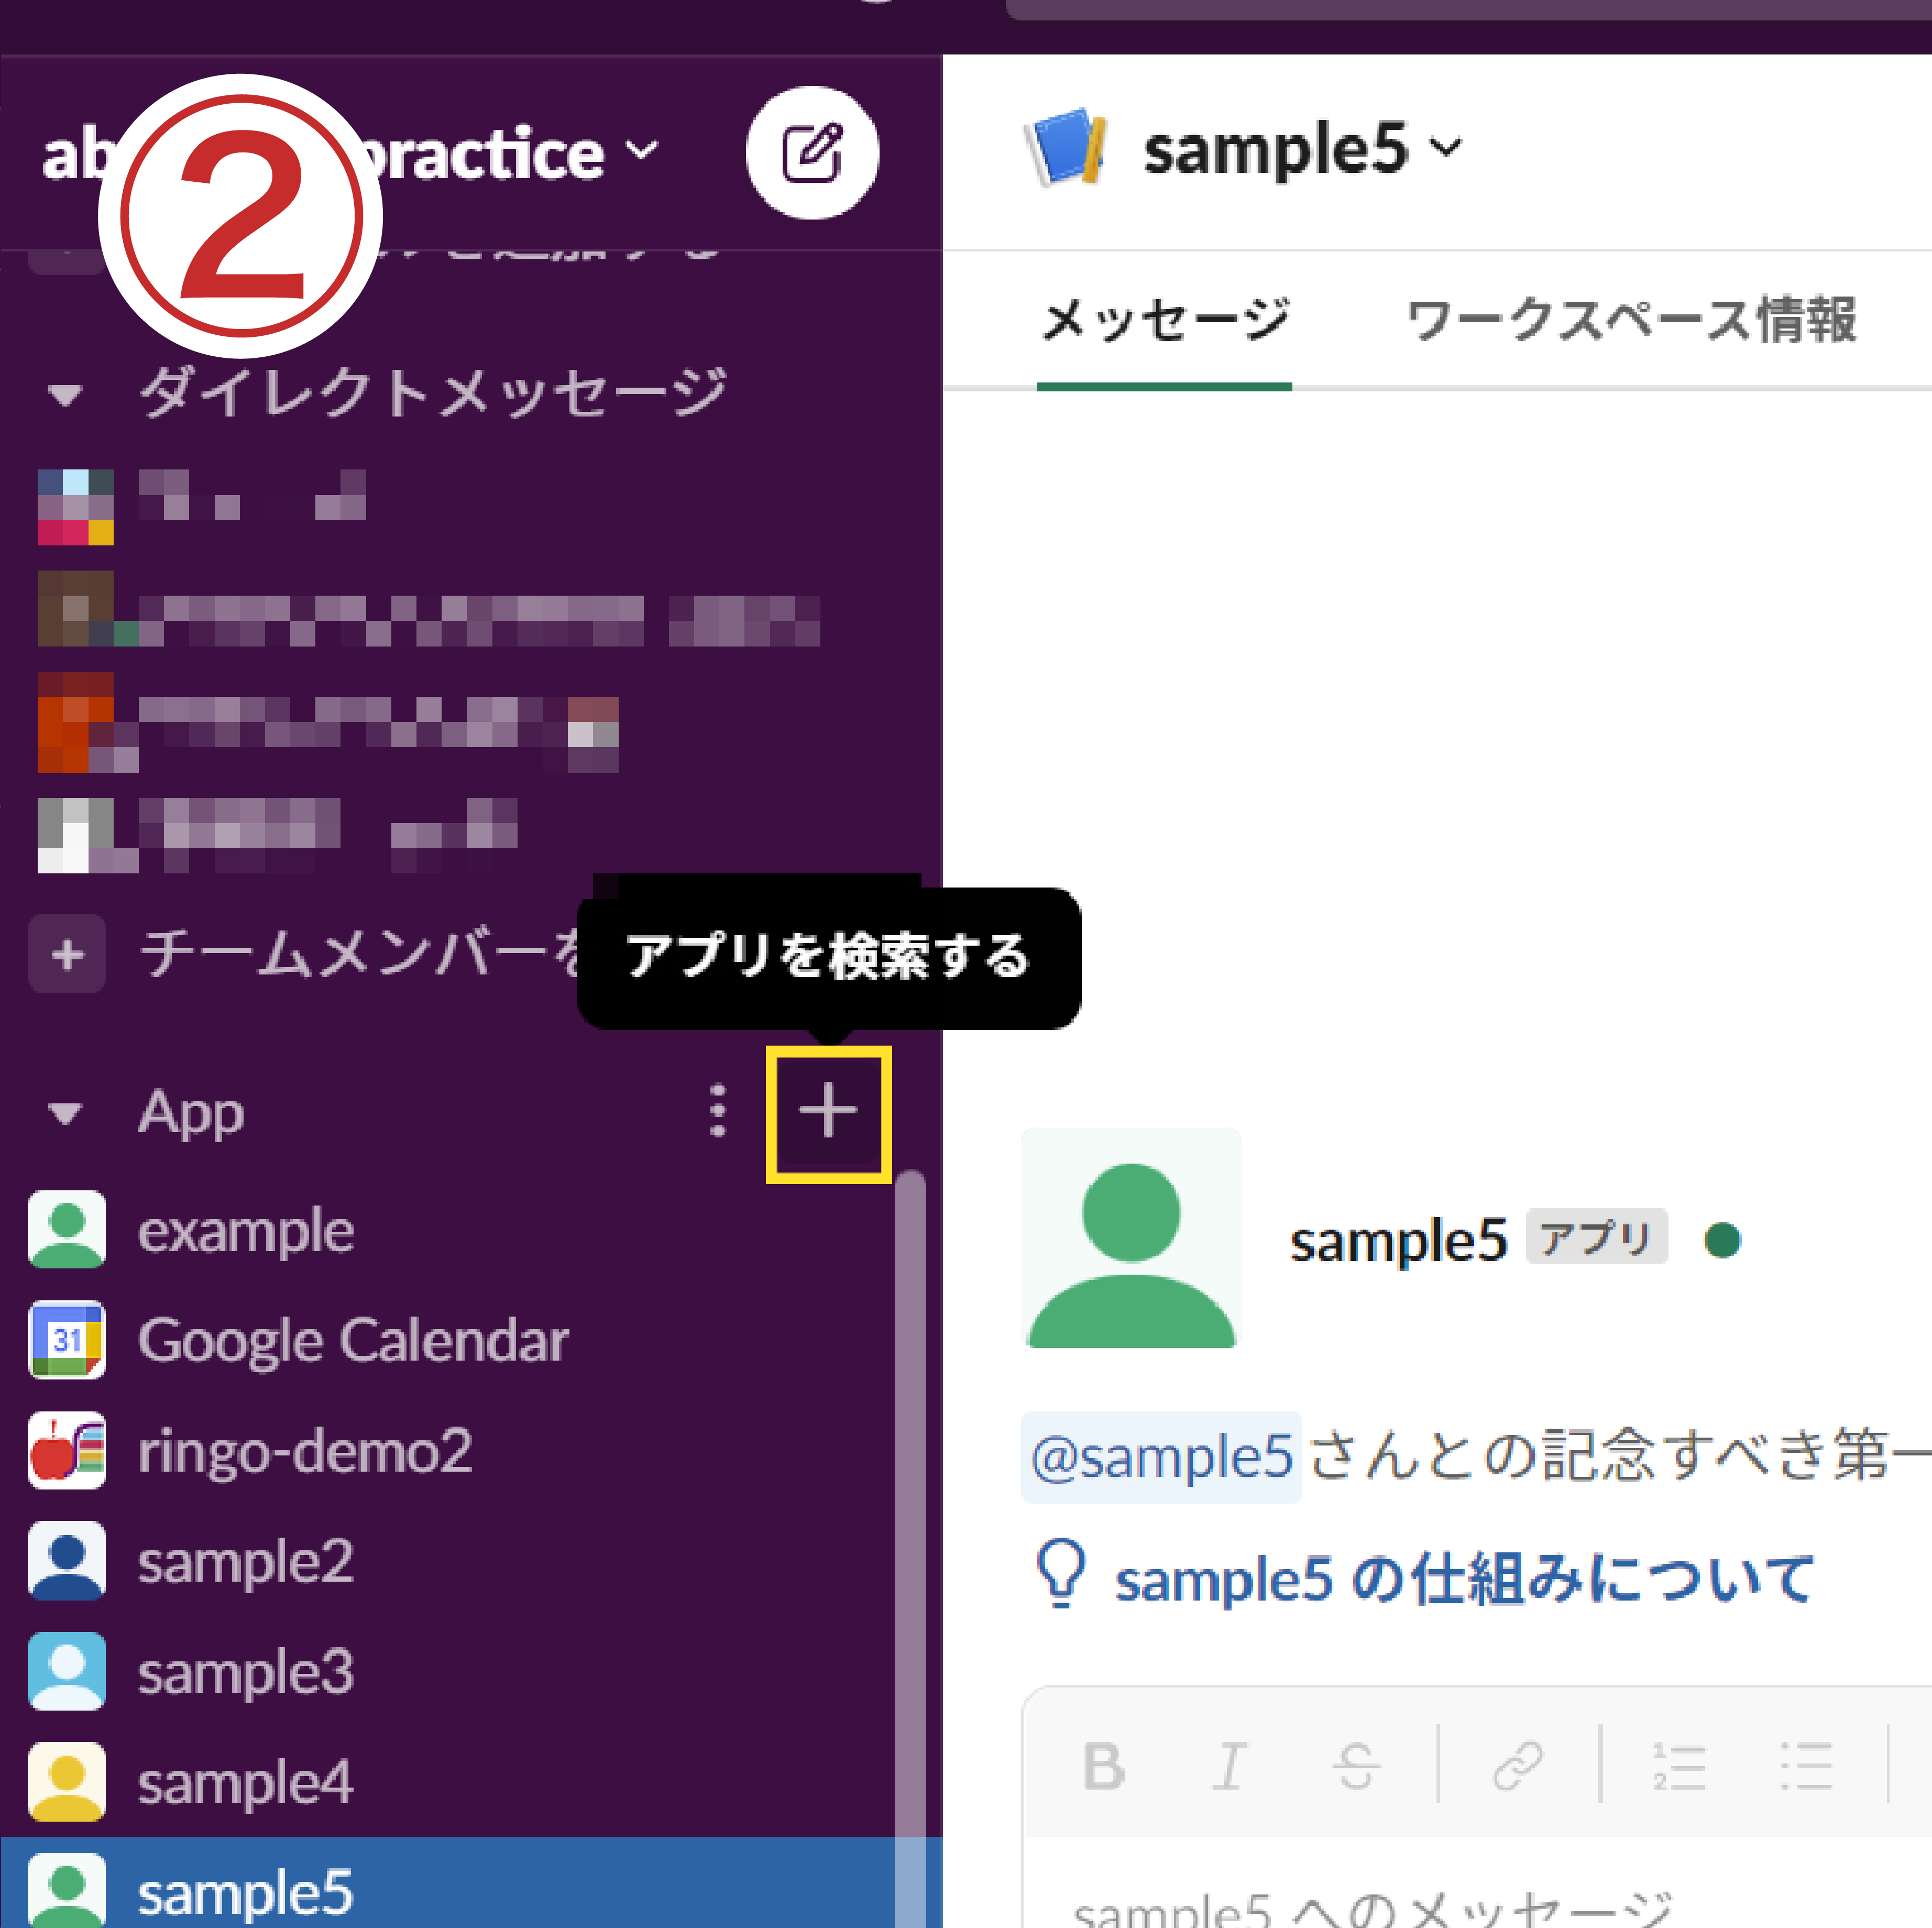 ab
practice
②
ダイレクトメッセージ
チームメンバーを
アプリを検索する
App
example
31
Google Calendar
ringo-demo2
sample2
sample3
sample4
sample5
sample5
メッセージ ワークスペース情報
sample5 アプリ
@sample5 さんとの記念すべき第一
sample5 の仕組みについて
B I S
1
2
sample5 へのメッセージ